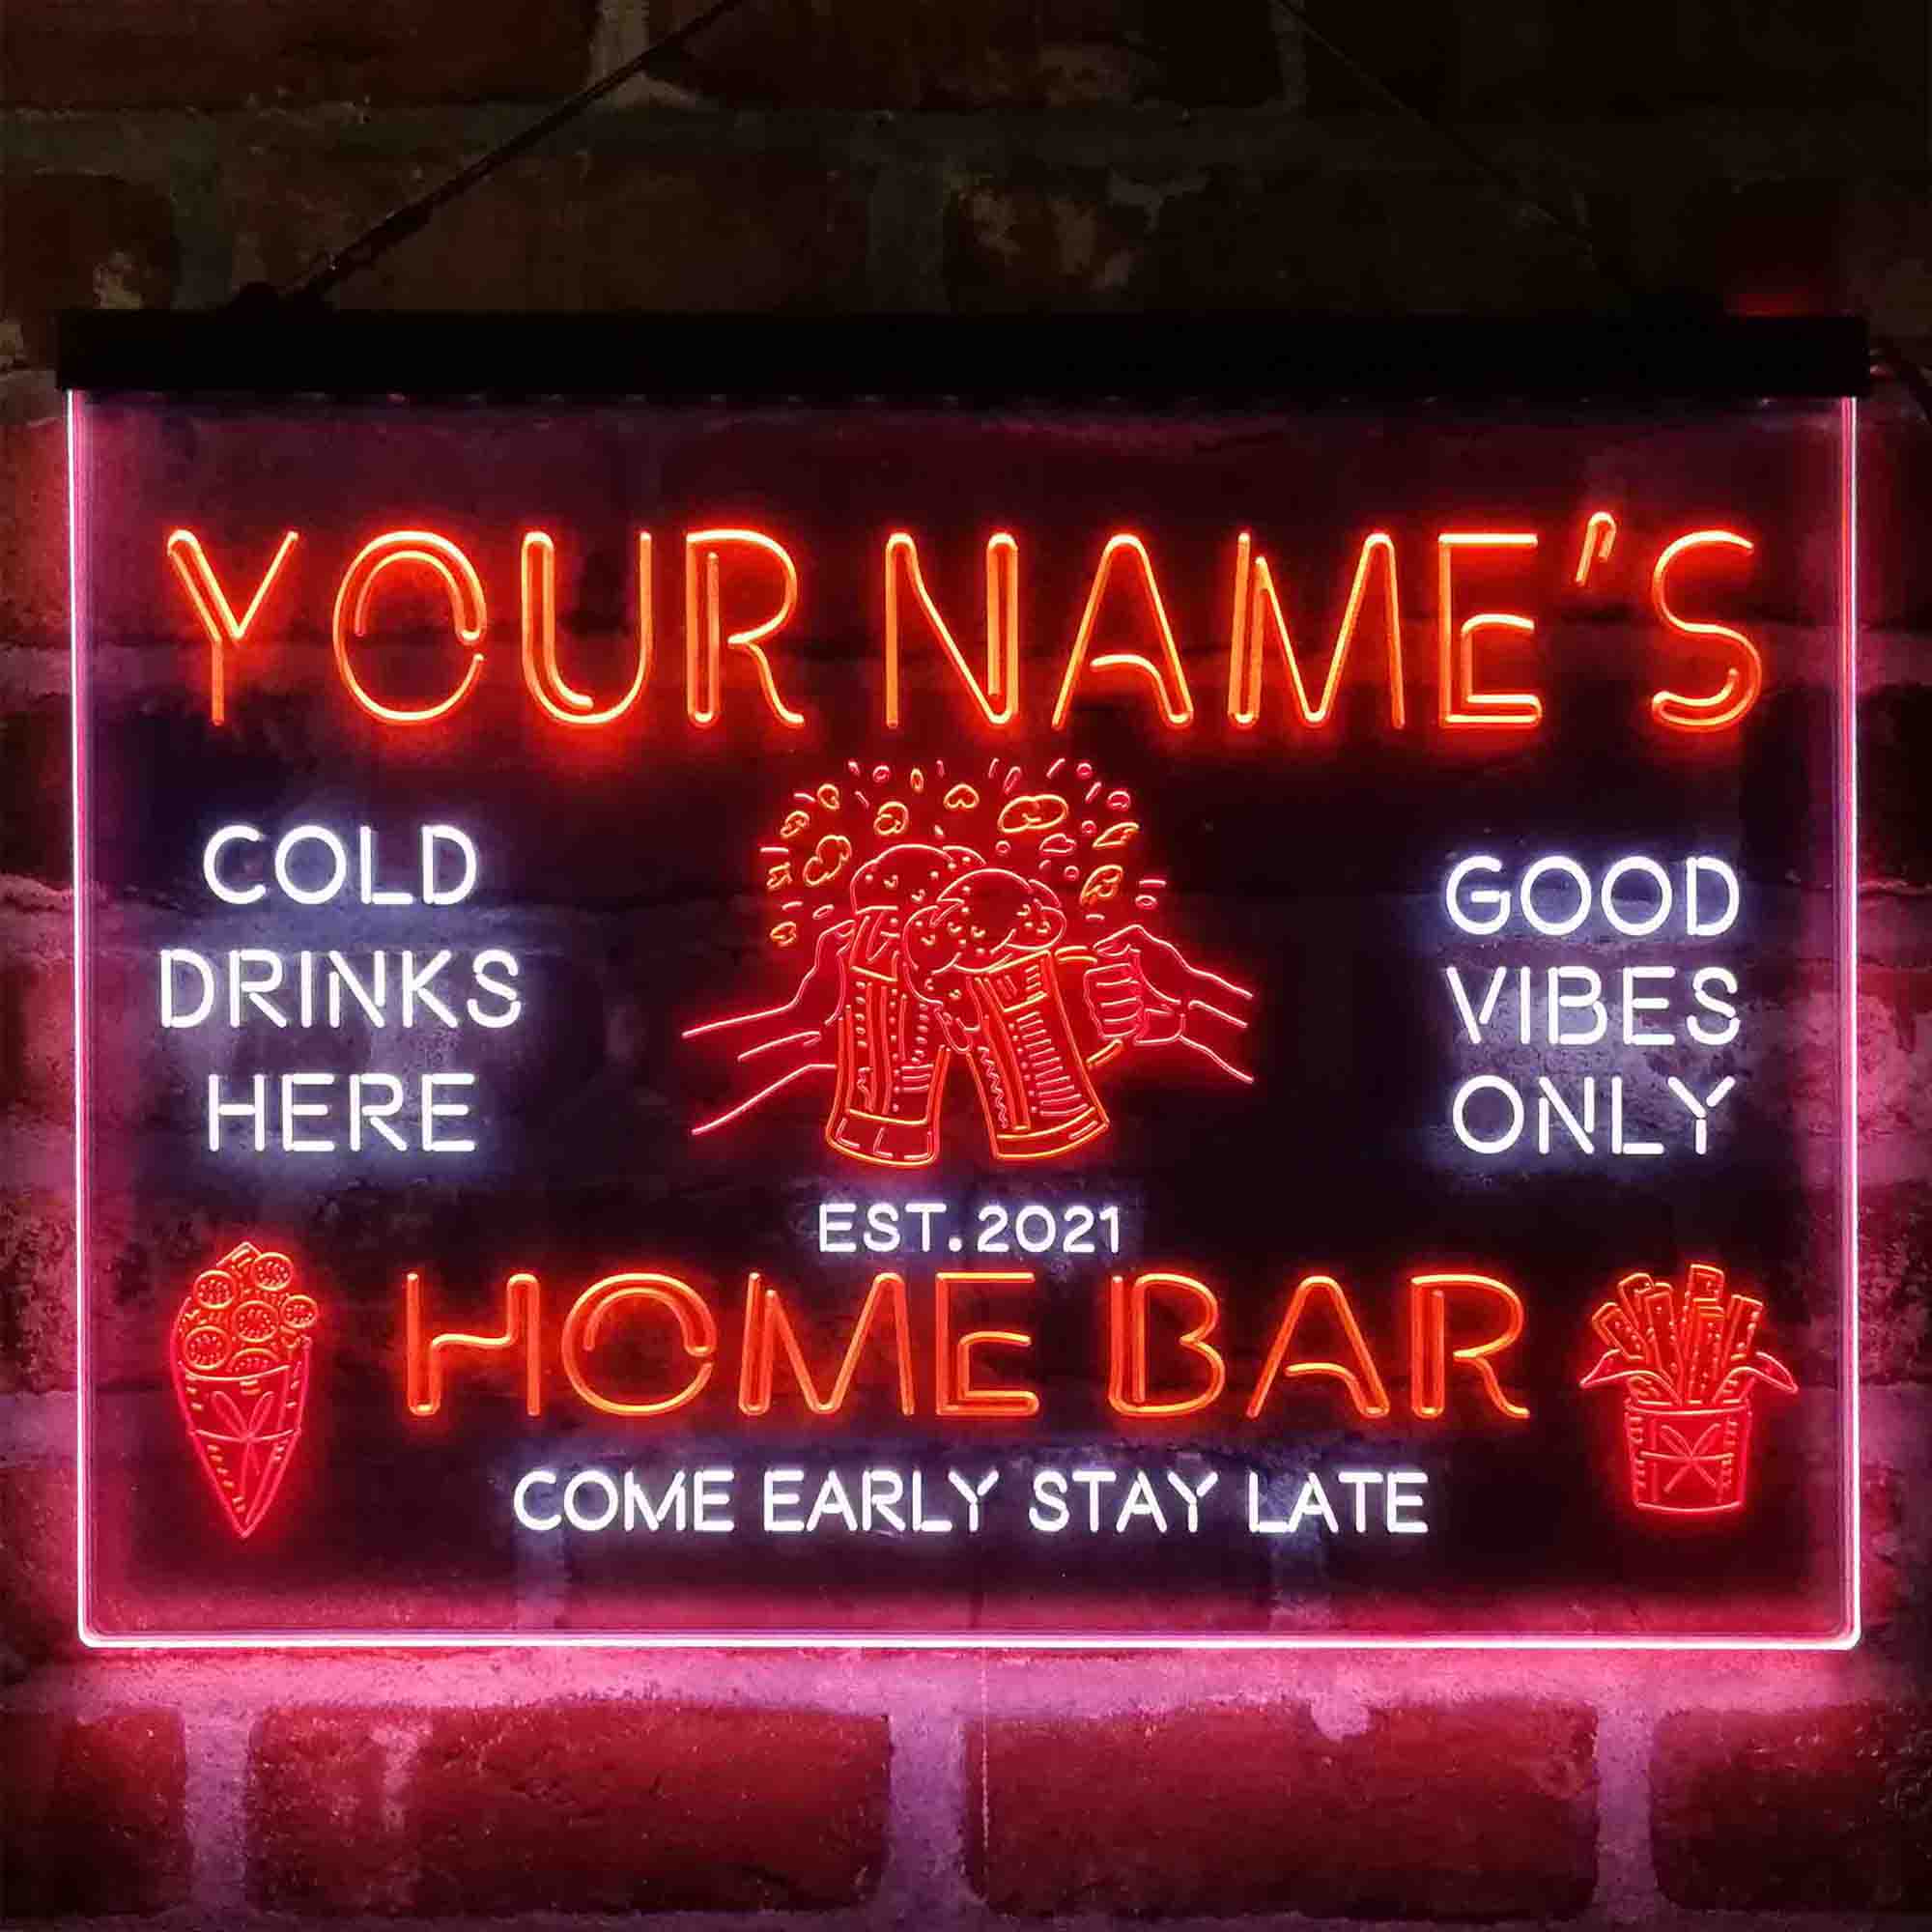 YOUR NAME'S
COLD
DRINKS
HERE
GOOD
VIBES
ONLY
EST.2021
HOME BAR
COME EARLY STAY LATE